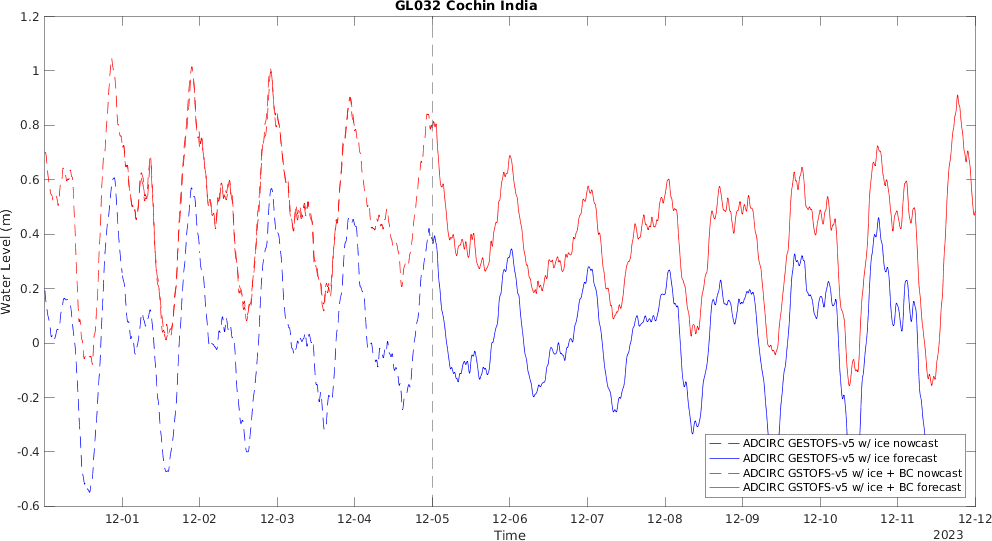 GL032 Cochin India
1.2
1
0.8
0.6
0.4
0.2
0
-0.2
-0.4
-0.6
Water Level (m)
ADCIRC GESTOFS-v5 w/ ice nowcast
ADCIRC GESTOFS-v5 w/ ice forecast
ADCIRC GSTOFS-v5 w/ ice + BC nowcast
ADCIRC GSTOFS-v5 w/ ice + BC forecast
12-01 12-02 12-03 12-04 12-05 12-06 12-07 12-08 12-09 12-10 12-11 12-12
Time
2023